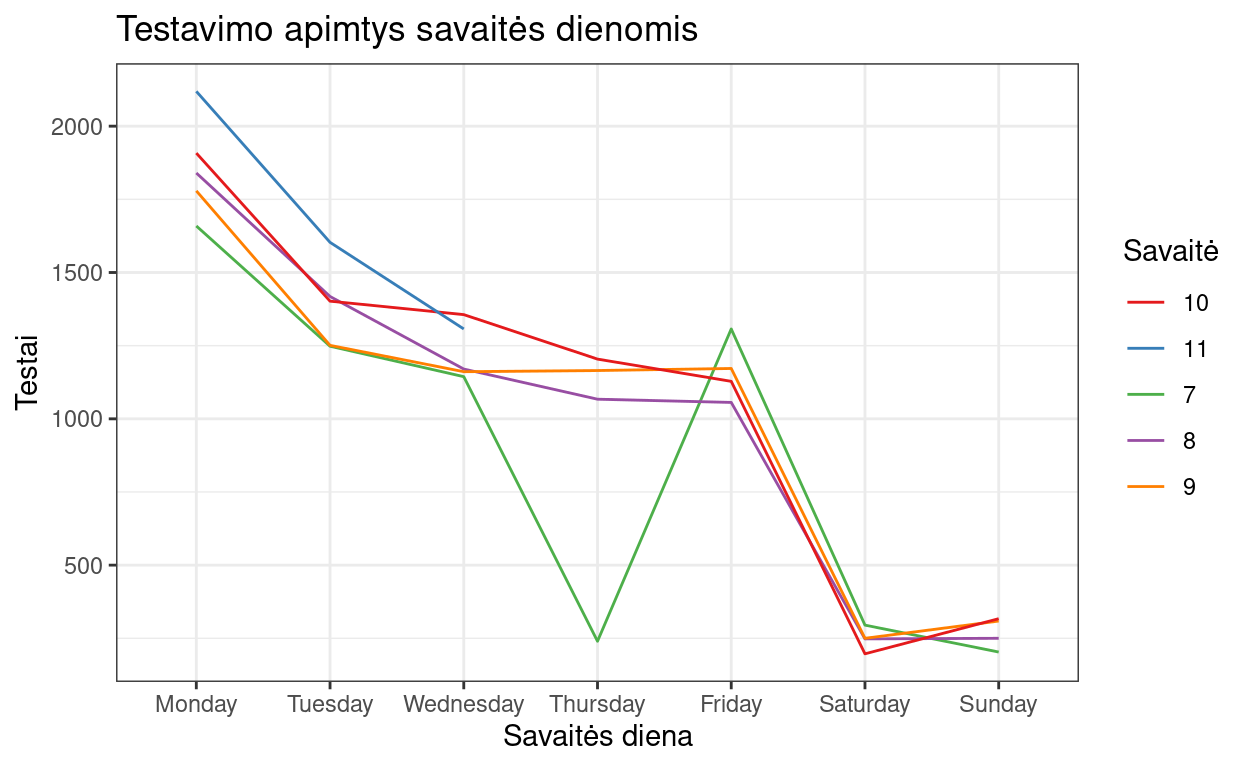 Testavimo apimtys savaitės dienomis
Testai
2000
1500
1000
500
Monday Tuesday Wednesday Thursday Friday Saturday Sunday
Savaitės diena
Savaitė
10
11
7
8
9